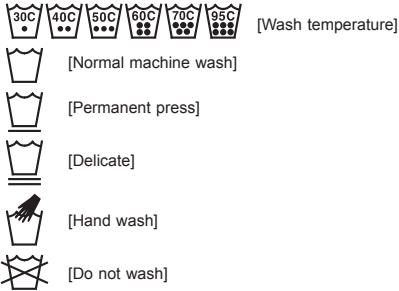 30C 40C 50C 60C 70C 95C [Wash temperature]
[Normal machine wash]
[Permanent press]
[Delicate]
[Hand wash]
[Do not wash]